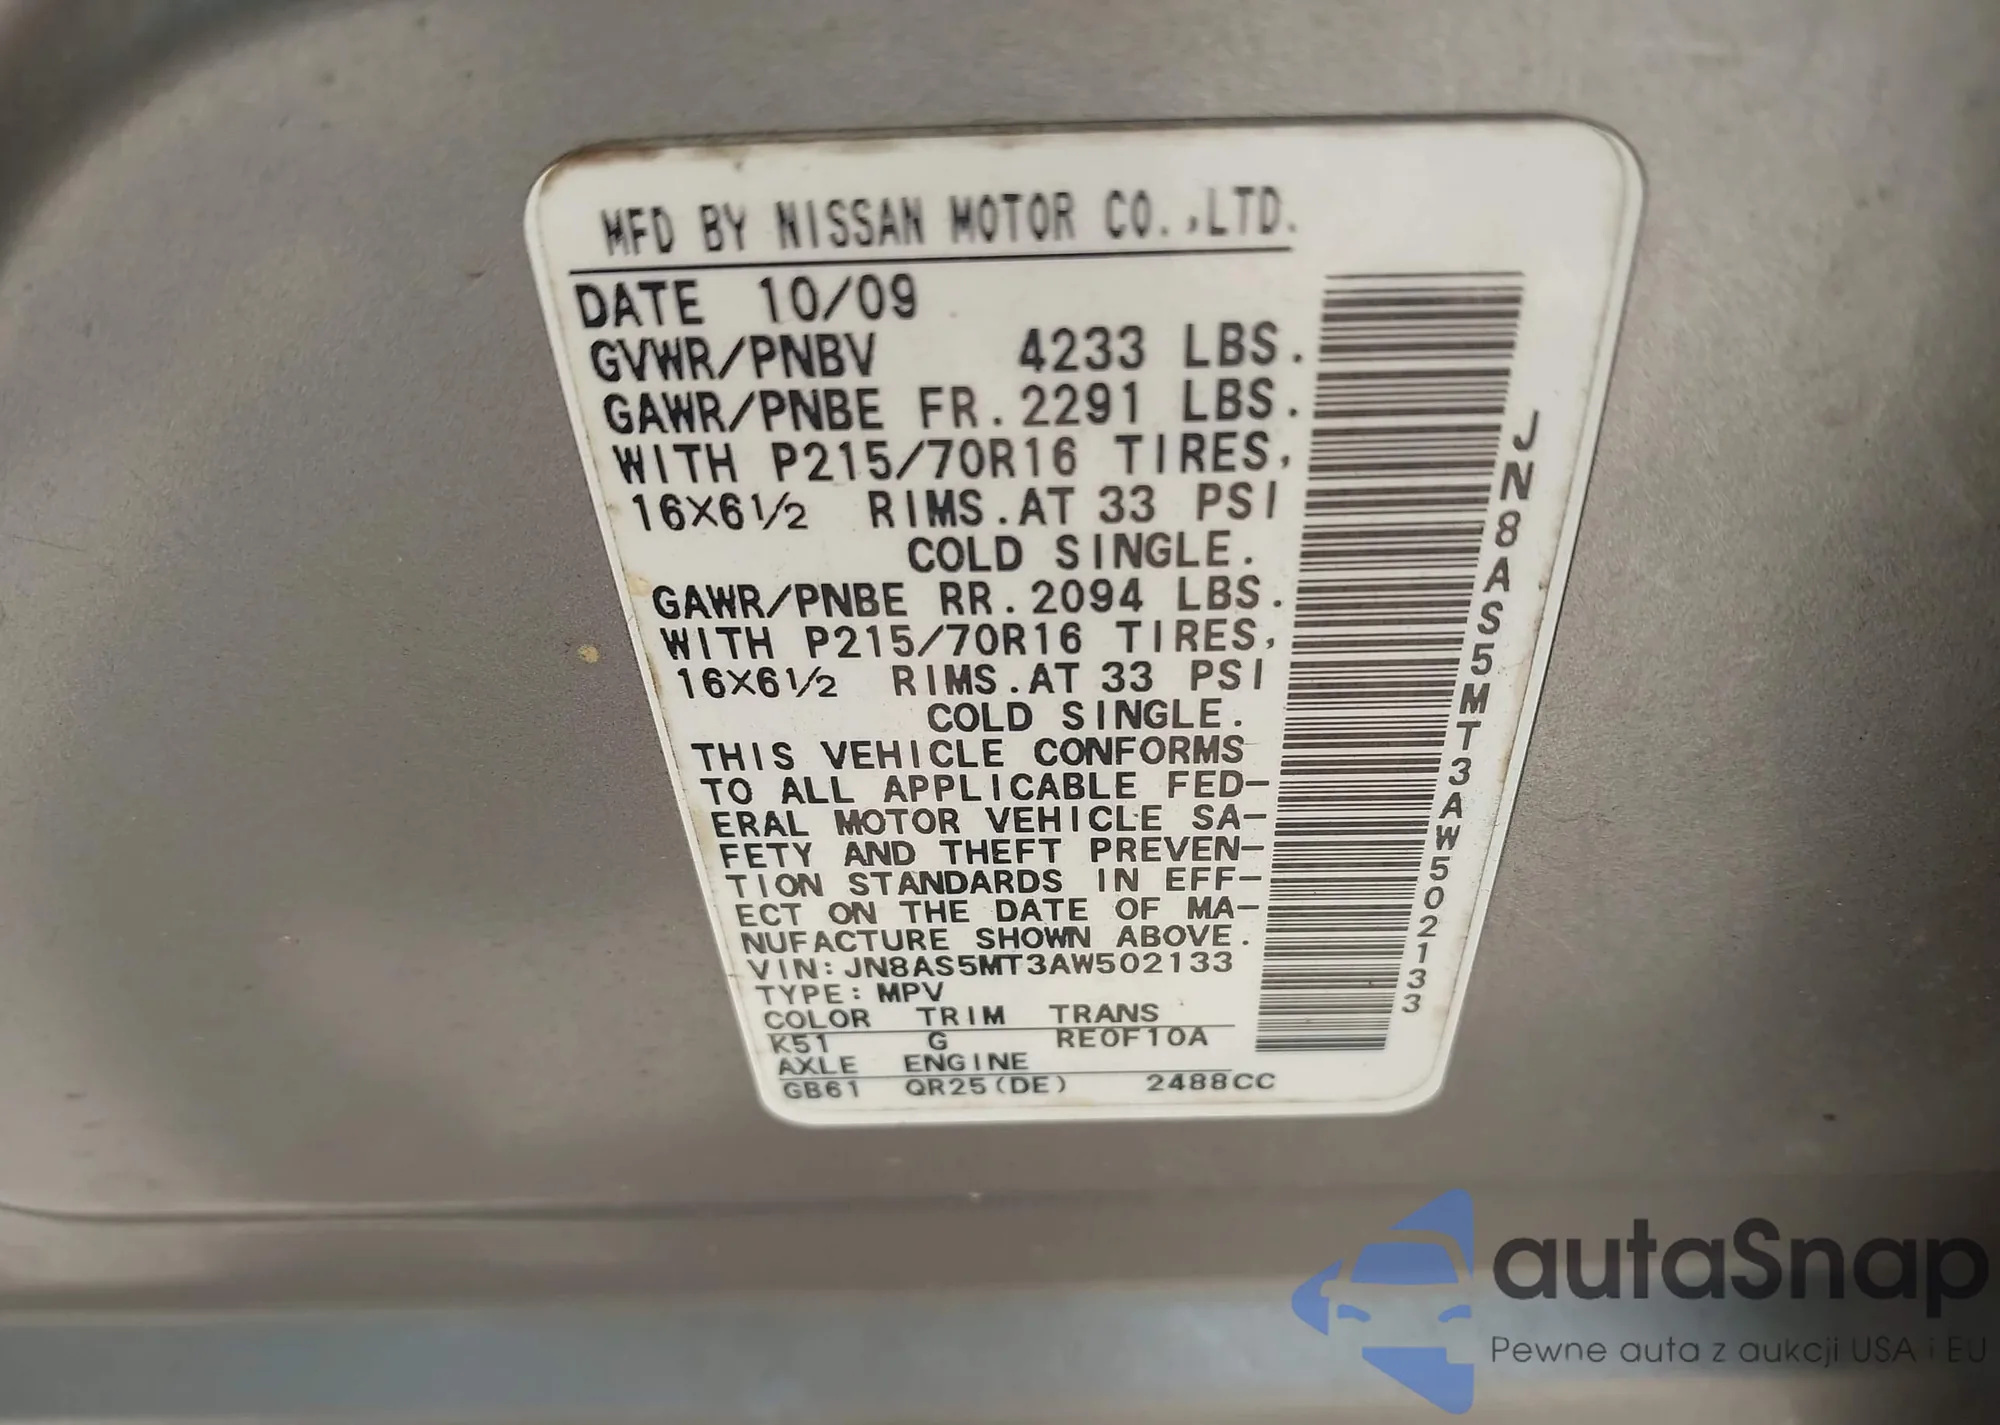 MFD BY NISSAN MOTOR CO.,LTD.
DATE 10/09
GVWR/PNBV 4233 LBS.
GAWR/PNBE FR.2291 LBS.
WITH P215/70R16 TIRES,
16X6½ RIMS.AT 33 PSI
COLD SINGLE.
GAWR/PNBE RR.2094 LBS.
WITH P215/70R16 TIRES,
16X6½ RIMS.AT 33 PSI
COLD SINGLE.
THIS VEHICLE CONFORMS
TO ALL APPLICABLE FED-
ERAL MOTOR VEHICLE SA-
FETY AND THEFT PREVEN-
TION STANDARDS IN EFF-
ECT ON THE DATE OF MA-
NUFACTURE SHOWN ABOVE.
VIN:JN8AS5MT3AW502133
TYPE:MPV
COLOR TRIM TRANS
K51 G RE0F10A
AXLE ENGINE
GB61 QR25(DE) 2488CC
JN8AS5MT3AW502133
autaSnap
Pewne auta z aukcji USA i EU